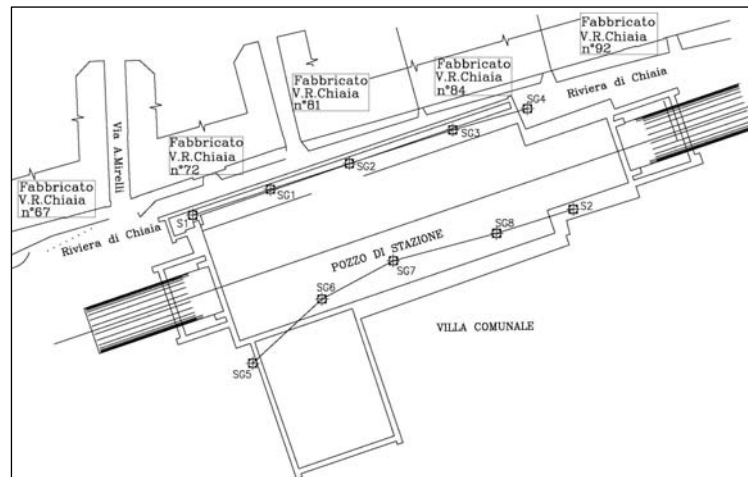 Fabbricato
V.R.Chiaia
n°92
Fabbricato
V.R.Chiaia
n°84
Riviera di Chiaia
Fabbricato
V.R.Chiaia
n°81
SG4
SG3
Via A.Mirelli
Fabbricato
V.R.Chiaia
n°72
SG2
Fabbricato
V.R.Chiaia
n°67
SG1
S1
S2
Riviera di Chiaia
SG8
POZZO DI STAZIONE
SG7
SG6
VILLA COMUNALE
SG5